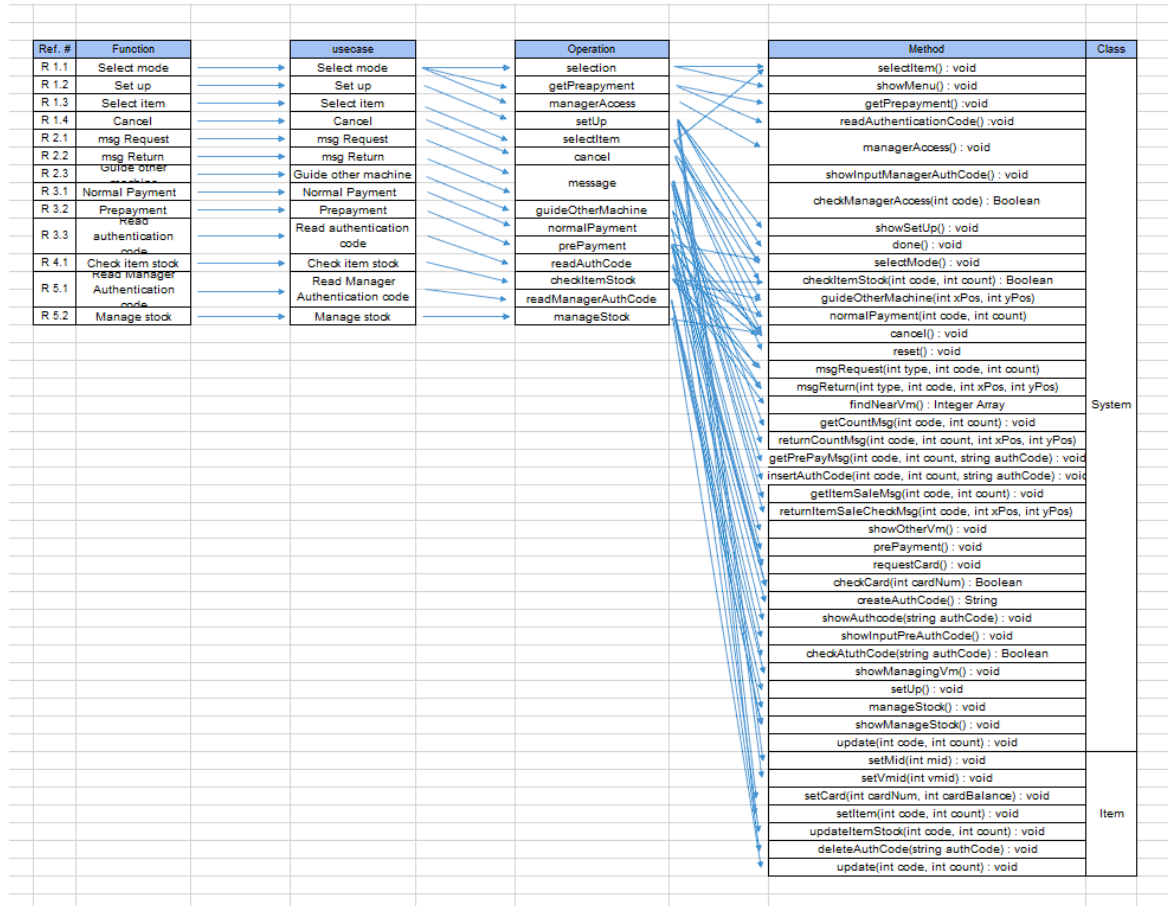 Ref. # Function usecase Operation Method Class
R 1.1 Select mode Select mode selection selectItem() : void
R 1.2 Set up Set up getPreapyment showMenu() : void
R 1.3 Select item Select item managerAccess getPrepayment() :void
R 1.4 Cancel Cancel setUp readAuthenticationCode() :void
R 2.1 msg Request msg Request selectItem managerAccess() : void
R 2.2 msg Return msg Return cancel
R 2.3 Guide other machine Guide other machine message showInputManagerAuthCode() : void
R 3.1 Normal Payment Normal Payment checkManagerAccess(int code) : Boolean
R 3.2 Prepayment Prepayment guideOtherMachine
R 3.3 Read authentication code Read authentication code normalPayment showSetUp() : void
prePayment done() : void
readAuthCode selectMode() : void
R 4.1 Check item stock Check item stock
R 5.1 Read Manager Authentication code Read Manager Authentication code checkItemStock checkItemStock(int code, int count) : Boolean
readManagerAuthCode guideOtherMachine(int xPos, int yPos)
R 5.2 Manage stock Manage stock manageStock normalPayment(int code, int count)
cancel() : void
reset() : void
msgRequest(int type, int code, int count)
msgReturn(int type, int code, int xPos, int yPos)
findNearVm() : Integer Array
System
getCountMsg(int code, int count) : void
returnCountMsg(int code, int count, int xPos, int yPos)
getPrePayMsg(int code, int count, string authCode) : void
insertAuthCode(int code, int count, string authCode) : void
getItemSaleMsg(int code, int count) : void
returnItemSaleCheckMsg(int code, int xPos, int yPos)
showOtherVm() : void
prePayment() : void
requestCard() : void
checkCard(int cardNum) : Boolean
createAuthCode() : String
showAuthcode(string authCode) : void
showInputPreAuthCode() : void
checkAtuthCode(string authCode) : Boolean
showManagingVm() : void
setUp() : void
manageStock() : void
showManageStock() : void
update(int code, int count) : void
setMid(int mid) : void
setVmid(int vmid) : void
setCard(int cardNum, int cardBalance) : void
setItem(int code, int count) : void
Item
updateItemStock(int code, int count) : void
deleteAuthCode(string authCode) : void
update(int code, int count) : void